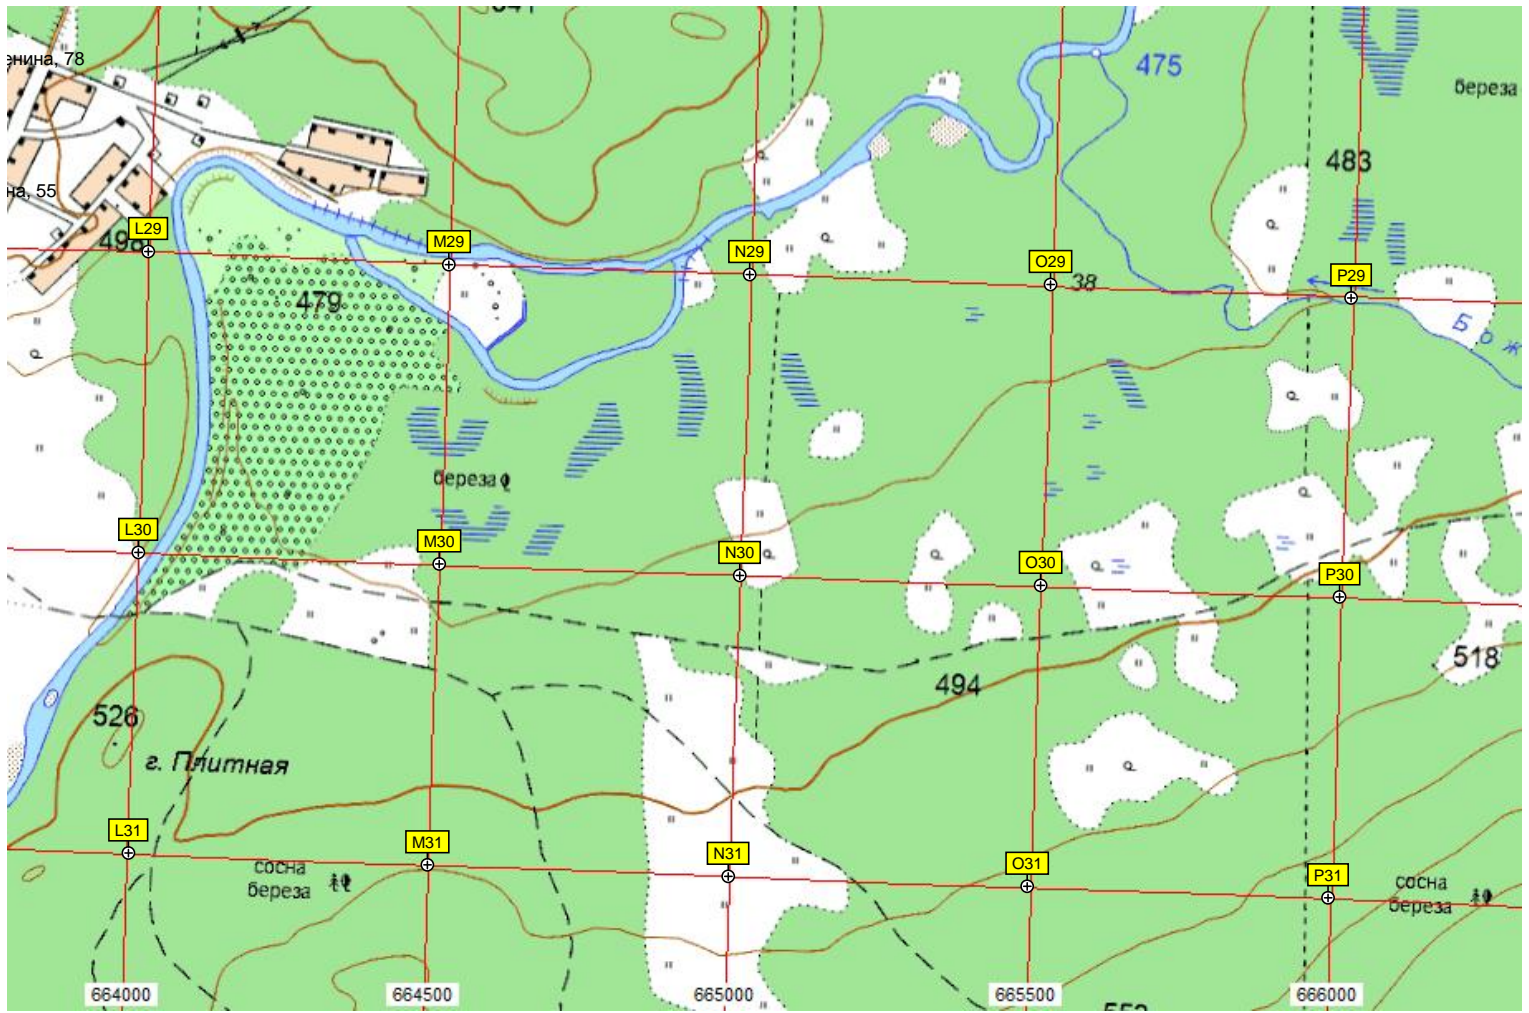 енина, 78
475
береза
483
на, 55
L29
M29
N29
O29
P29
498
479
38
береза
L30
M30
N30
O30
P30
494
518
526
г. Плитная
L31
M31
N31
O31
P31
сосна
береза
сосна
береза
664000
664500
665000
665500
666000